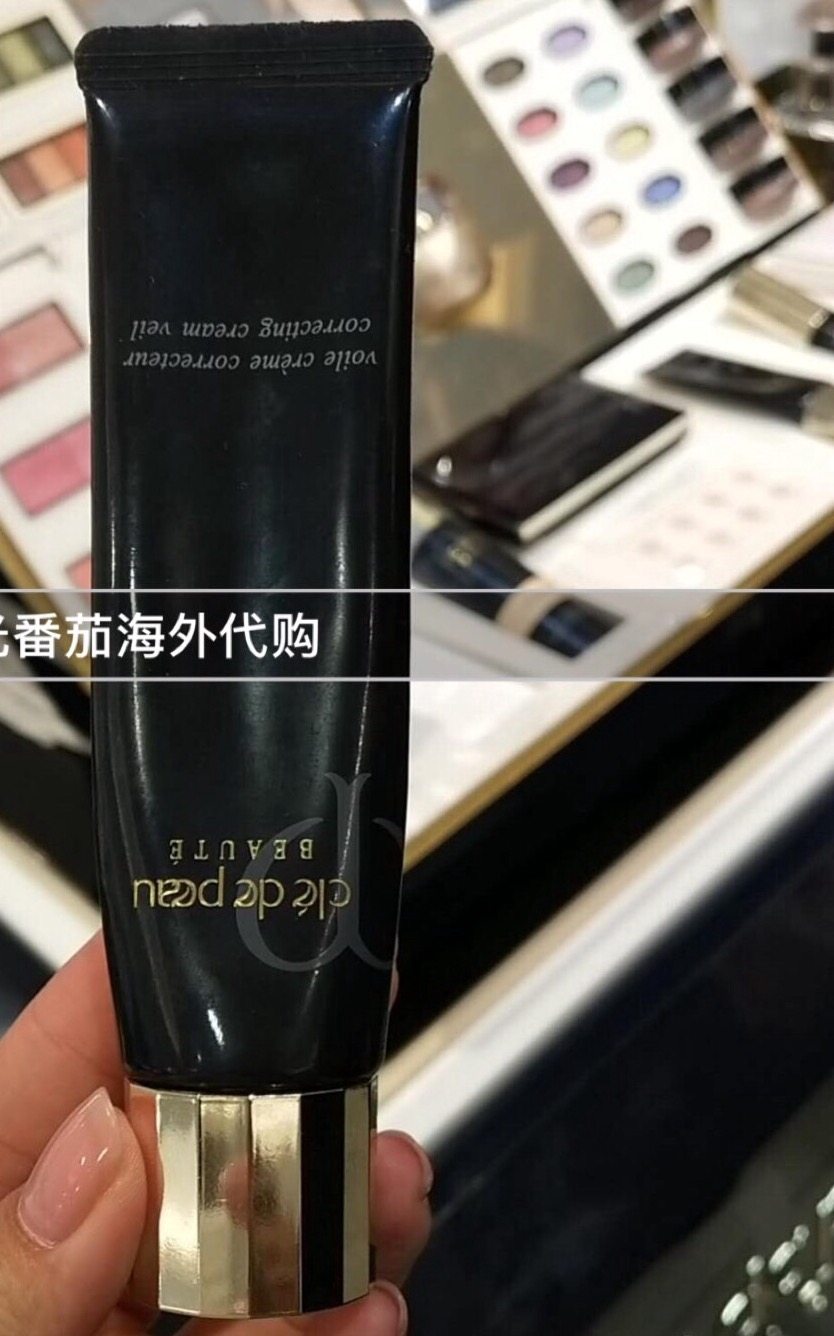 voile crème correcteur
correcting cream veil
番茄海外代购
clé de peau
BEAUTÉ